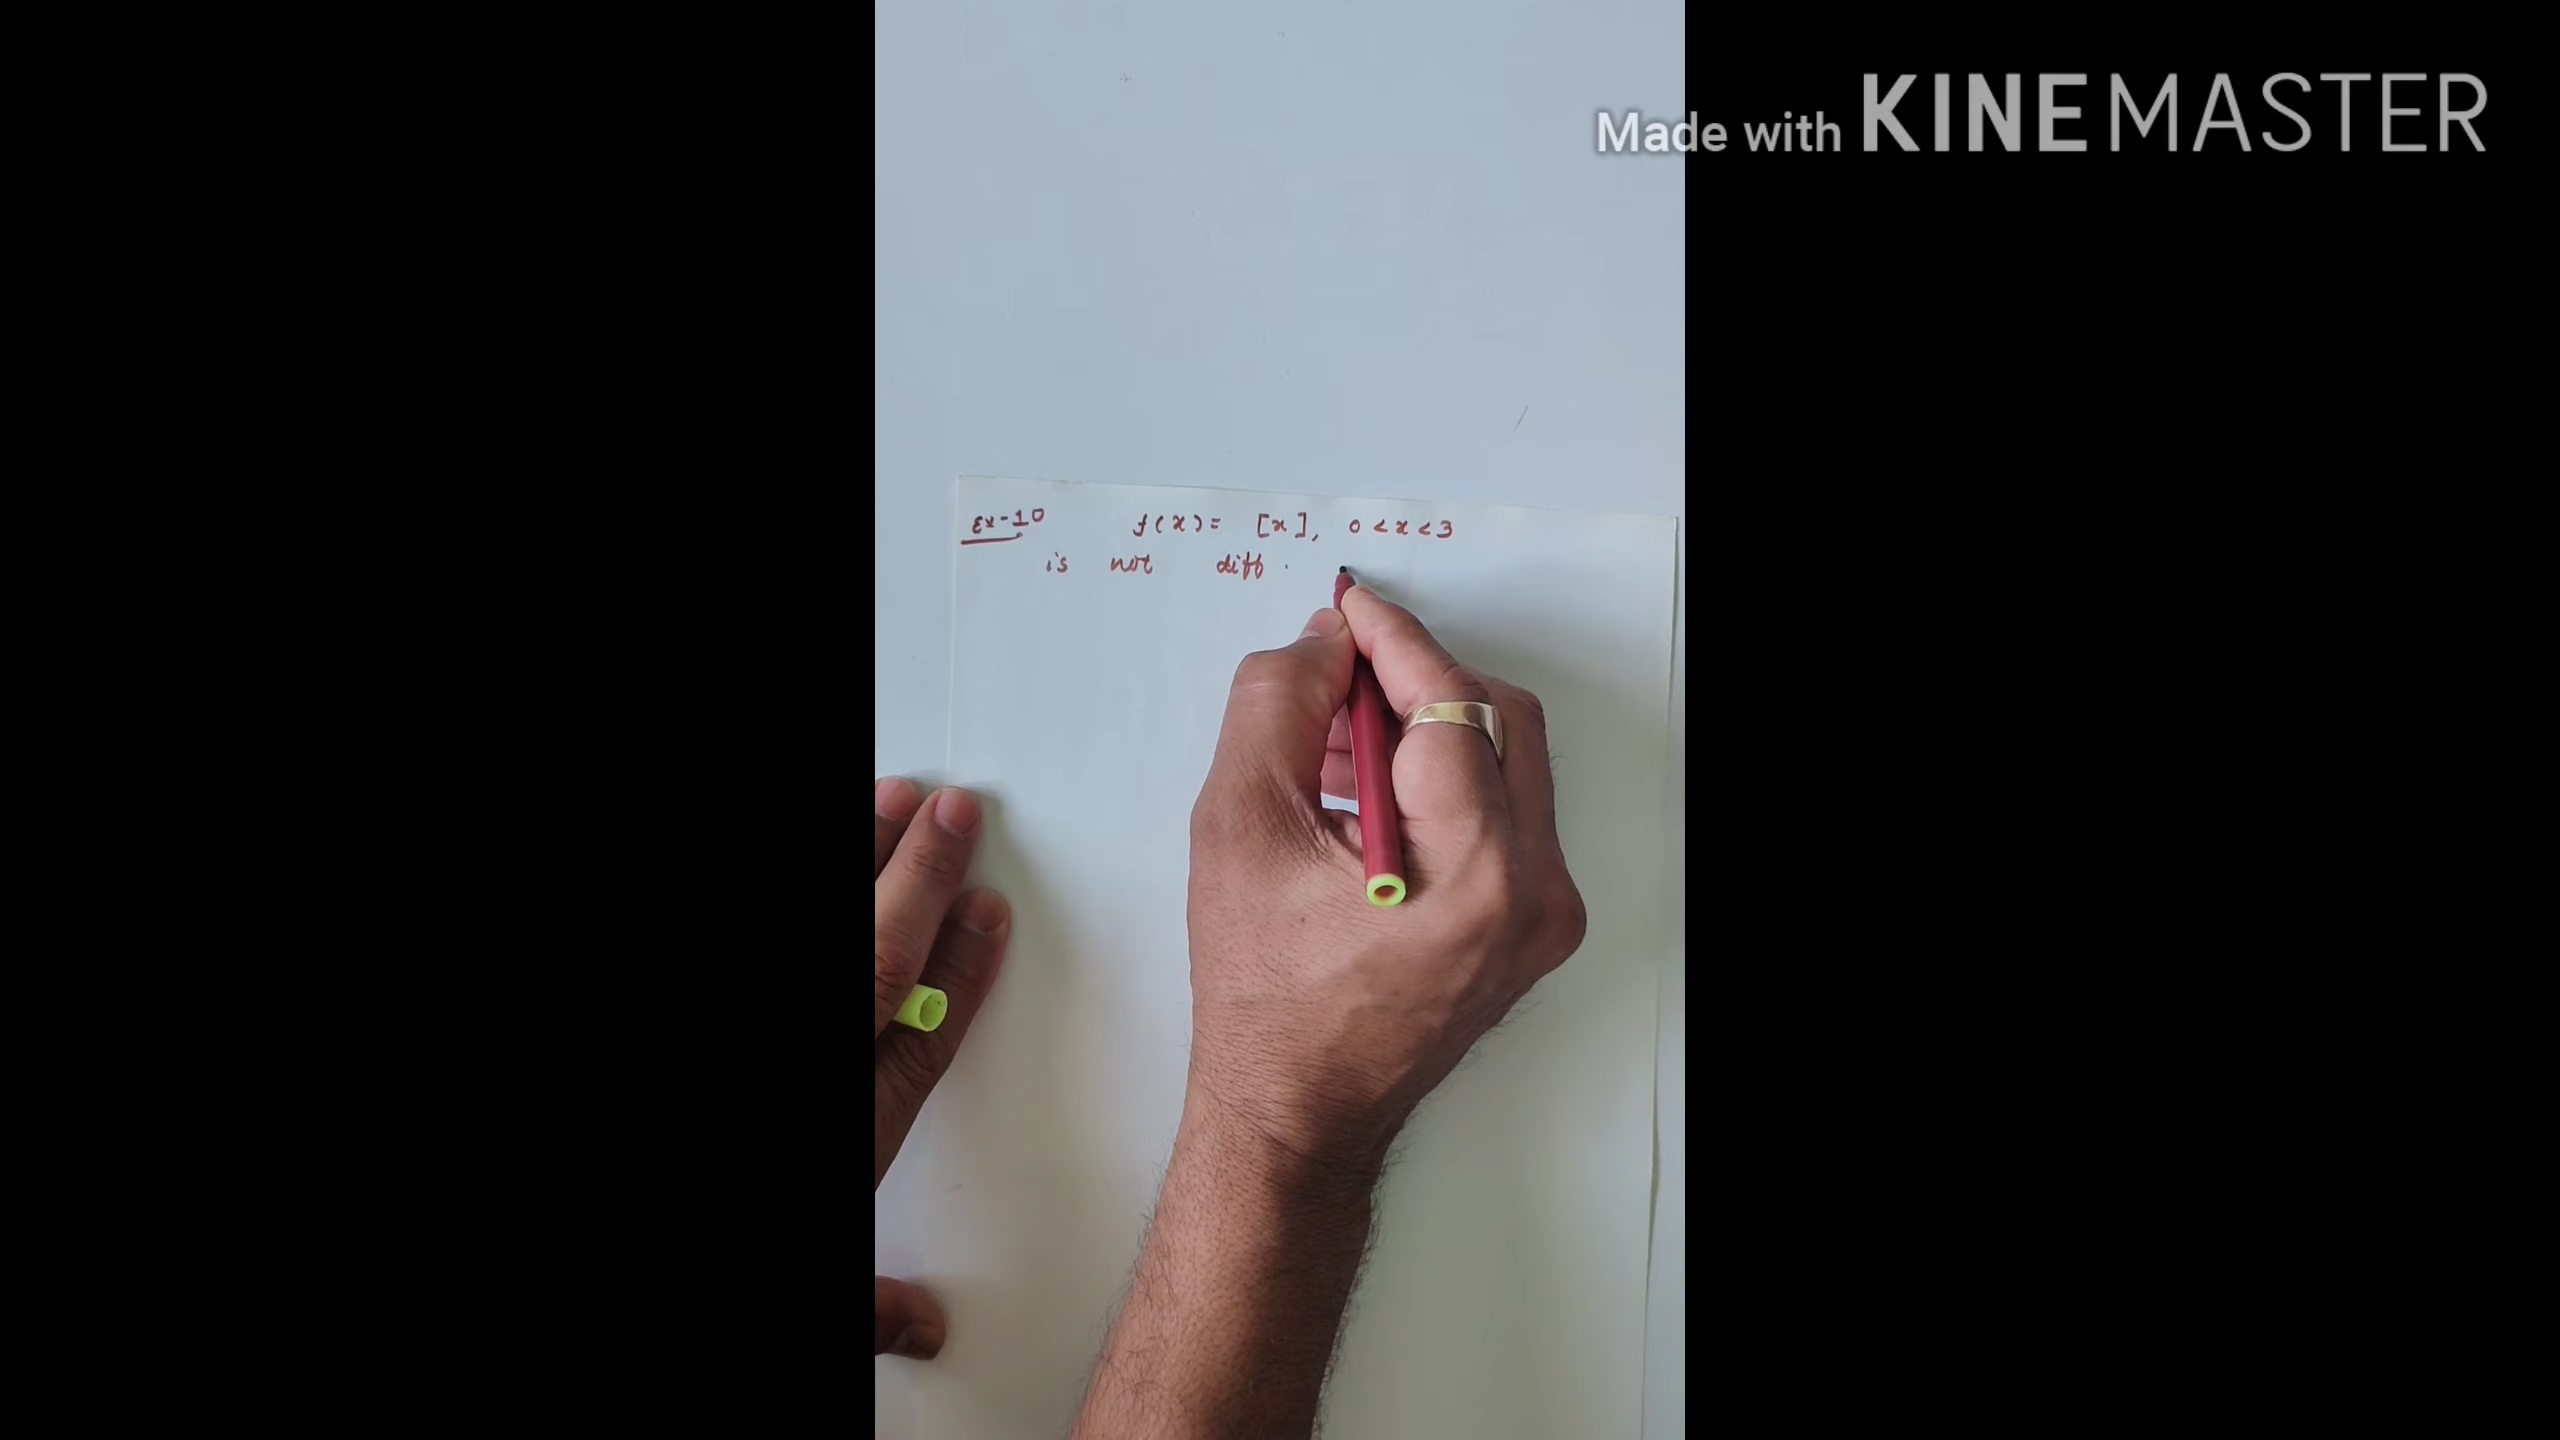 Made with KINEMASTER
Ex-10 f(x) = [x], 0 < x < 3
is not diff.